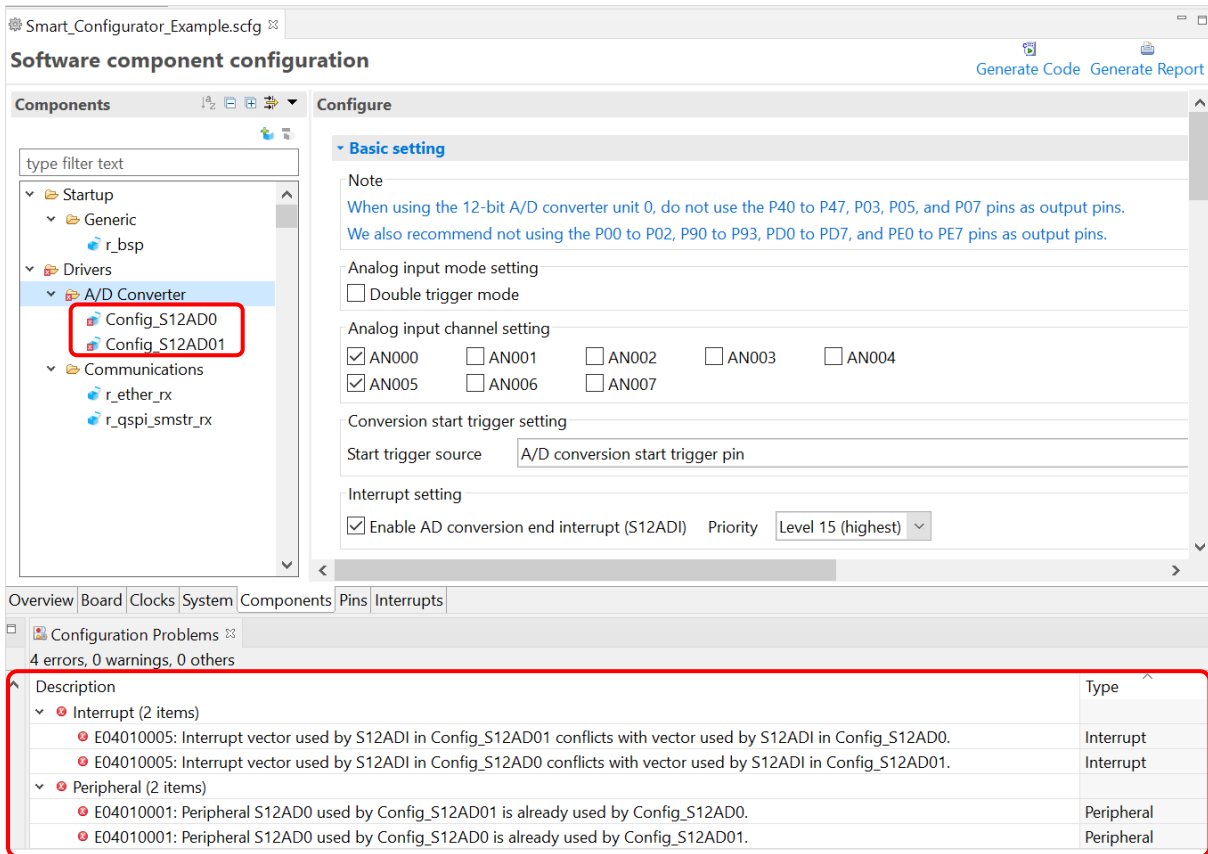 Smart_Configurator_Example.scfg
Software component configuration
Generate Code Generate Report
Components
Configure
type filter text
Startup
Generic
r_bsp
Drivers
A/D Converter
Config_S12AD0
Config_S12AD01
Communications
r_ether_rx
r_qspi_smstr_rx
Basic setting
Note
When using the 12-bit A/D converter unit 0, do not use the P40 to P47, P03, P05, and P07 pins as output pins.
We also recommend not using the P00 to P02, P90 to P93, PD0 to PD7, and PE0 to PE7 pins as output pins.
Analog input mode setting
Double trigger mode
Analog input channel setting
AN000 AN001 AN002 AN003 AN004
AN005 AN006 AN007
Conversion start trigger setting
Start trigger source A/D conversion start trigger pin
Interrupt setting
Enable AD conversion end interrupt (S12ADI) Priority Level 15 (highest)
Overview Board Clocks System Components Pins Interrupts
Configuration Problems
4 errors, 0 warnings, 0 others
Description Type
Interrupt (2 items)
E04010005: Interrupt vector used by S12ADI in Config_S12AD01 conflicts with vector used by S12ADI in Config_S12AD0. Interrupt
E04010005: Interrupt vector used by S12ADI in Config_S12AD0 conflicts with vector used by S12ADI in Config_S12AD01. Interrupt
Peripheral (2 items)
E04010001: Peripheral S12AD0 used by Config_S12AD01 is already used by Config_S12AD0. Peripheral
E04010001: Peripheral S12AD0 used by Config_S12AD0 is already used by Config_S12AD01. Peripheral